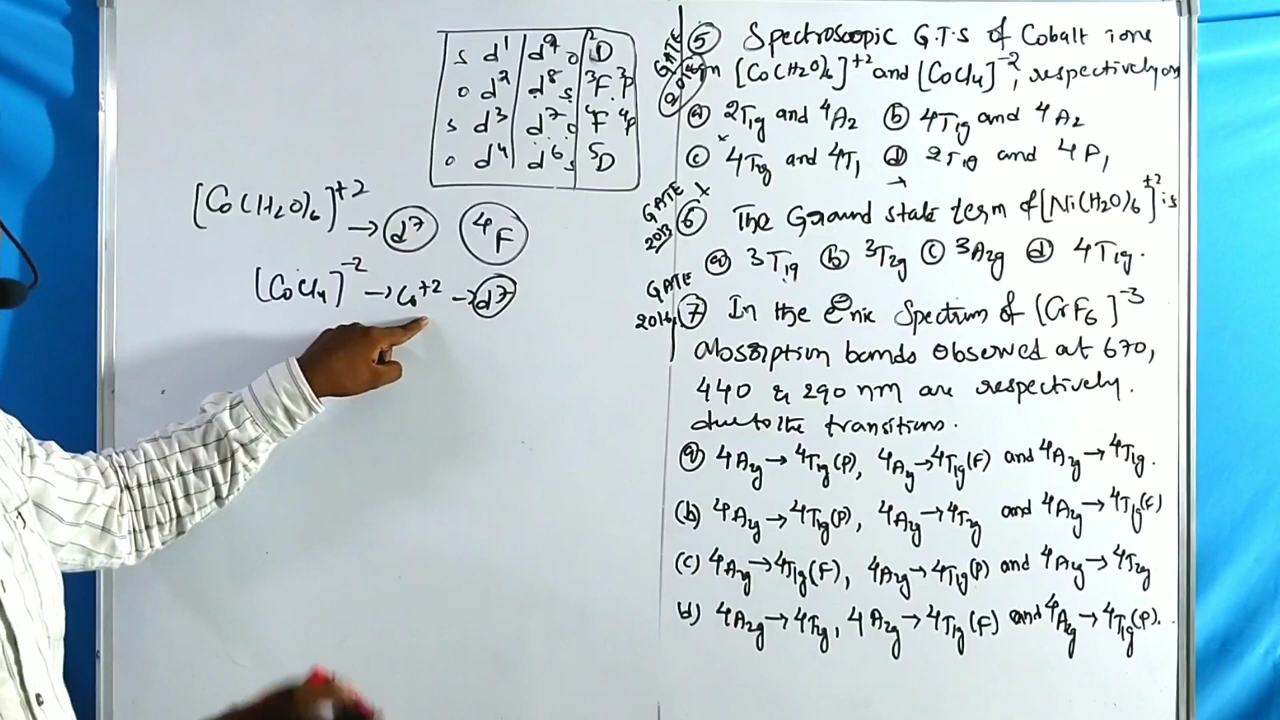 s d¹ d⁹ o ²D
o d² d⁸ s ³F ³P
s d³ d⁷ o ⁴F ⁴P
o d⁴ d⁶ s ⁵D
[Co(H2O)6]⁺² → d⁷ ⁴F
[CoCl4]⁻² → Co⁺² → d⁷
GATE
⑤ Spectroscopic G.T.S of Cobalt ions
[Co(H2O)6]⁺² and [CoCl4]⁻², respectively
ⓐ 2T1g and ⁴A2 ⓑ 4T1g and ⁴A2
ⓒ 4T2g and 4T1 ⓓ 2T1g and 4P1
GATE
2013 ⑥ The Ground state term of [Ni(H2O)6]⁺² is
ⓐ 3T1g ⓑ ³T2g ⓒ 3A2g ⓓ 4T1g.
GATE
2016, ⑦ In the e⊖nic Spectrum of [CrF6]⁻³
absorption bands observed at 670,
440 & 290 nm are respectively.
due to the transitions.
ⓐ 4A2g → ⁴T1g(P), 4A2g → 4T1g(F) and 4A2g → 4T1g.
(b) 4A2g → 4T1g(P), 4A2g → 4T2g and 4A2g → 4T1g(F)
(c) 4A2g → 4T1g(F), 4A2g → 4T1g(P) and 4A2g → 4T2g
d) 4A2g → 4T2g, 4A2g → 4T1g(F) and 4A2g → 4T1g(P).